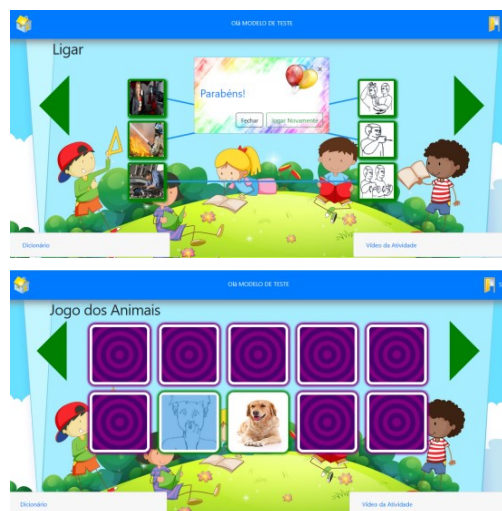 Olá MODELO DE TESTE
Ligar
Parabéns!
Fechar Jogar Novamente
Dicionário Vídeo da Atividade
Olá MODELO DE TESTE
Jogo dos Animais
Dicionário Vídeo da Atividade